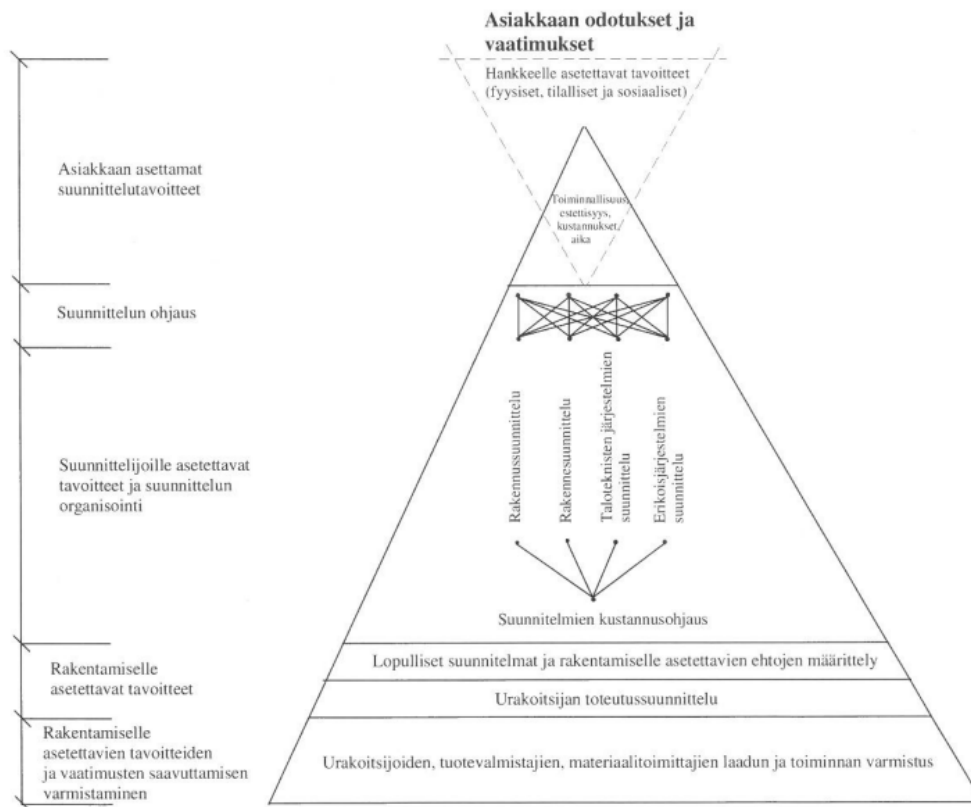 Asiakkaan odotukset ja
vaatimukset
Hankkeelle asetettavat tavoitteet
(fyysiset, tilalliset ja sosiaaliset)
Asiakkaan asettamat
suunnittelutavoitteet
Toiminnallisuus,
estettisyys,
kustannukset,
aika
Suunnittelun ohjaus
Suunnittelijoille asetettavat
tavoitteet ja suunnittelun
organisointi
Rakennussuunnittelu
Rakennesuunnittelu
Taloteknisten järjestelmien
suunnittelu
Erikoisjärjestelmien
suunnittelu
Suunnitelmien kustannusohjaus
Rakentamiselle
asetettavat tavoitteet
Lopulliset suunnitelmat ja rakentamiselle asetettavien ehtojen määrittely
Urakoitsijan toteutussuunnittelu
Rakentamiselle
asetettavien tavoitteiden
ja vaatimusten saavuttamisen
varmistaminen
Urakoitsijoiden, tuotevalmistajien, materiaalitoimittajien laadun ja toiminnan varmistus